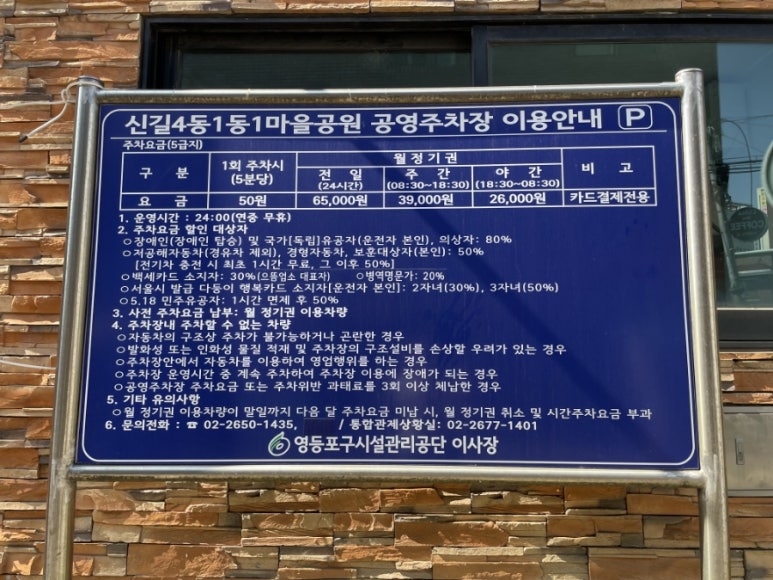 신길4동1동1마을공원 공영주차장 이용안내 P
주차요금(5급지)
구 분 1회 주차시 (5분당) 월정기권 비 고
전 일 (24시간) 주 간 (08:30~18:30) 야 간 (18:30~08:30)
요 금 50원 65,000원 39,000원 26,000원 카드결제전용
1. 운영시간 : 24:00(연중 무휴)
2. 주차요금 할인 대상자
○장애인(장애인 탑승) 및 국가[독립]유공자(운전자 본인), 의상자: 80%
○저공해자동차(경유차 제외), 경형자동차, 보훈대상자(본인): 50%
[전기차 충전 시 최초 1시간 무료, 그 이후 50%]
○백세카드 소지자: 30%(으뜸업소 대표자) ○병역명문가: 20%
○서울시 발급 다둥이 행복카드 소지자[운전자 본인]: 2자녀(30%), 3자녀(50%)
○5.18 민주유공자: 1시간 면제 후 50%
3. 사전 주차요금 납부: 월 정기권 이용차량
4. 주차장내 주차할 수 없는 차량
○자동차의 구조상 주차가 불가능하거나 곤란한 경우
○발화성 또는 인화성 물질 적재 및 주차장의 구조설비를 손상할 우려가 있는 경우
○주차장안에서 자동차를 이용하여 영업행위를 하는 경우
○주차장 운영시간 중 계속 주차하여 주차장 이용에 장애가 되는 경우
○공영주차장 주차요금 또는 주차위반 과태료를 3회 이상 체납한 경우
5. 기타 유의사항
○월 정기권 이용차량이 말일까지 다음 달 주차요금 미납 시, 월 정기권 취소 및 시간주차요금 부과
6. 문의전화 : ☎ 02-2650-1435, / 통합관제상황실: 02-2677-1401
영등포구시설관리공단 이사장
COFFEE